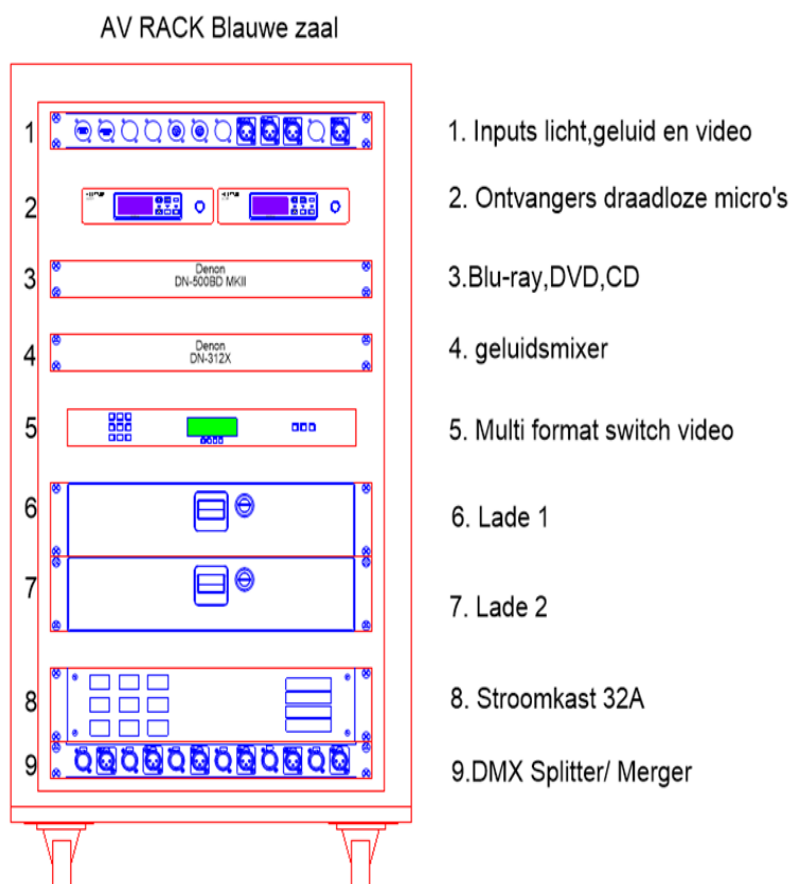 AV RACK Blauwe zaal
1
1. Inputs licht,geluid en video
2
2. Ontvangers draadloze micro's
3
Denon
DN-500BD MKII
3.Blu-ray,DVD,CD
4
Denon
DN-312X
4. geluidsmixer
5
5. Multi format switch video
6
6. Lade 1
7
7. Lade 2
8
8. Stroomkast 32A
9
9.DMX Splitter/ Merger